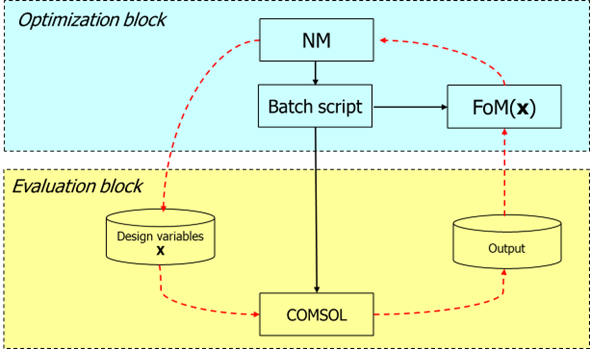 Optimization block
NM
Batch script
FoM(x)
Evaluation block
Design variables
x
Output
COMSOL